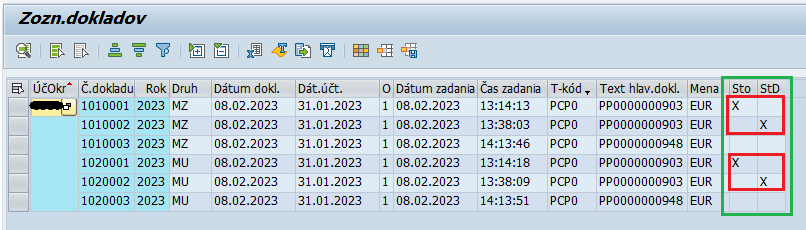 Zozn.dokladov
ÚčOkr Č.dokladu Rok Druh Dátum dokl. Dát.účt. O Dátum zadania Čas zadania T-kód Text hlav.dokl. Mena Sto StD
1010001 2023 MZ 08.02.2023 31.01.2023 1 08.02.2023 13:14:13 PCP0 PP0000000903 EUR X
1010002 2023 MZ 08.02.2023 31.01.2023 1 08.02.2023 13:38:03 PCP0 PP0000000903 EUR X
1010003 2023 MZ 08.02.2023 31.01.2023 1 08.02.2023 14:13:46 PCP0 PP0000000948 EUR
1020001 2023 MU 08.02.2023 31.01.2023 1 08.02.2023 13:14:18 PCP0 PP0000000903 EUR X
1020002 2023 MU 08.02.2023 31.01.2023 1 08.02.2023 13:38:09 PCP0 PP0000000903 EUR X
1020003 2023 MU 08.02.2023 31.01.2023 1 08.02.2023 14:13:51 PCP0 PP0000000948 EUR